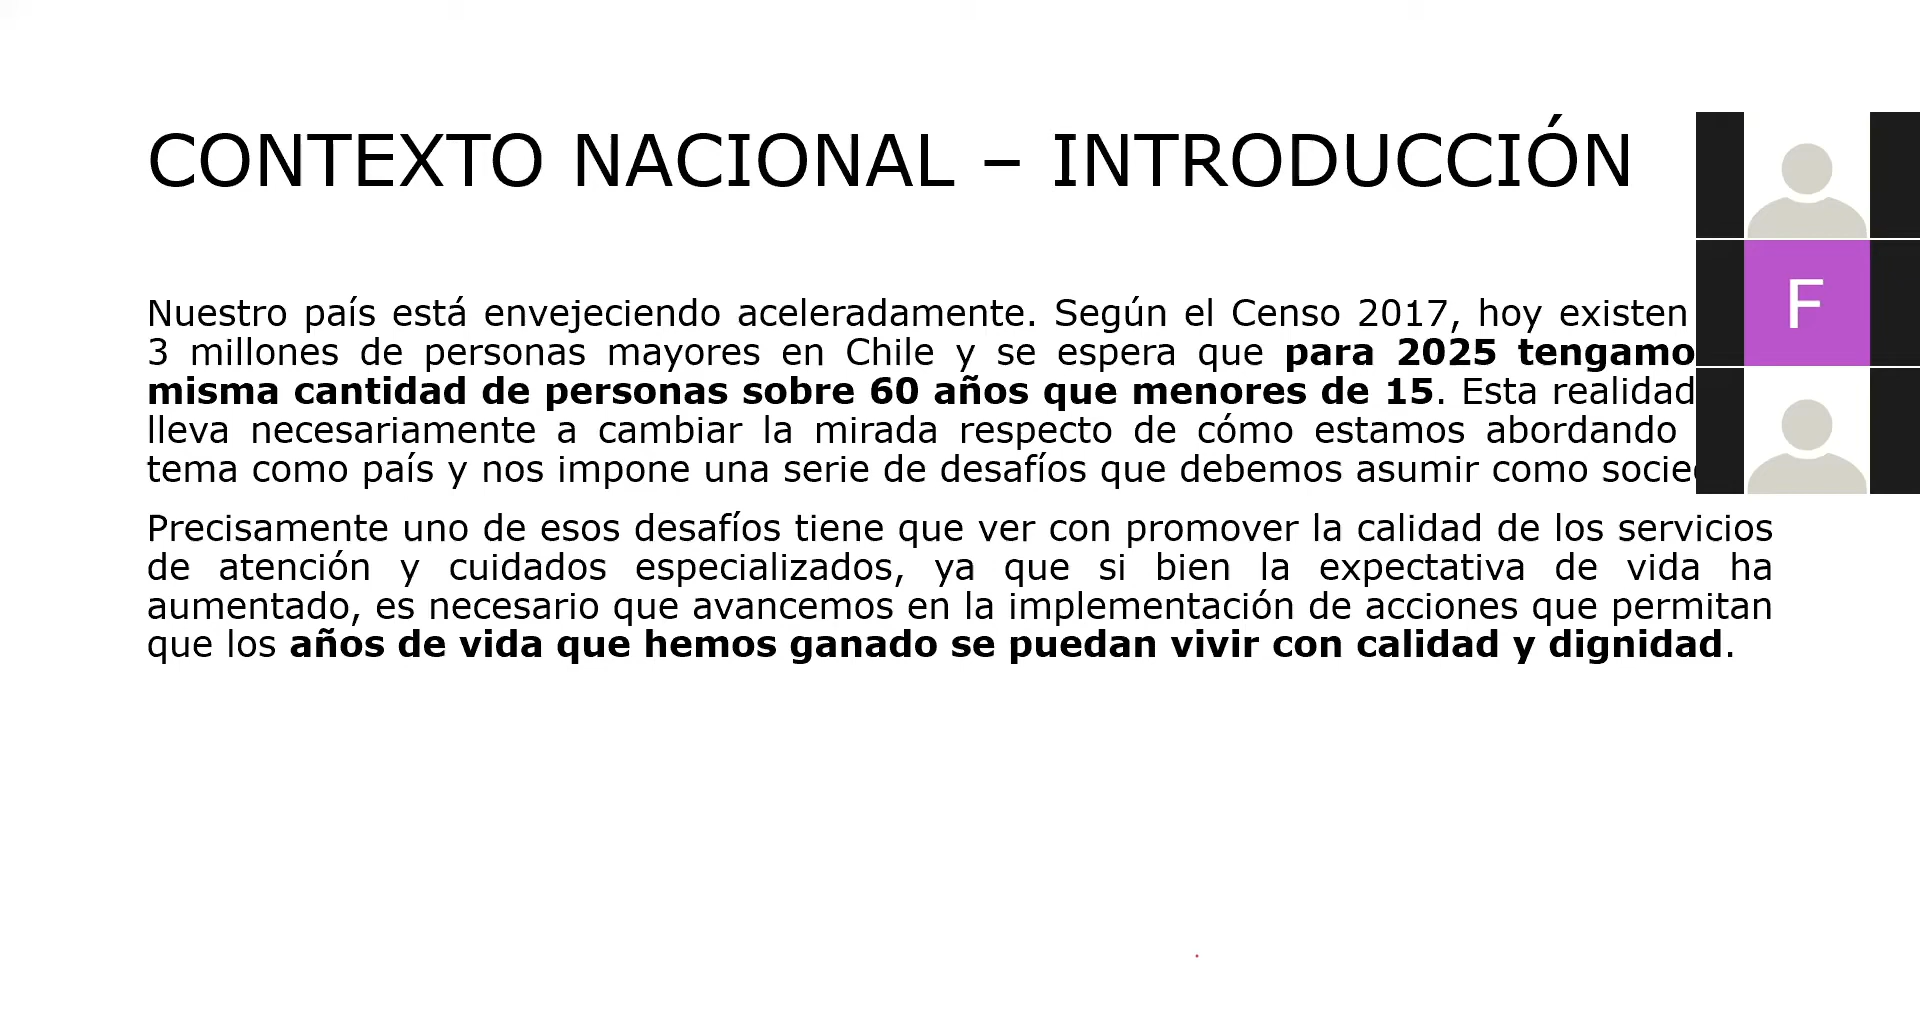 CONTEXTO NACIONAL – INTRODUCCIÓN
Nuestro país está envejeciendo aceleradamente. Según el Censo 2017, hoy existen
3 millones de personas mayores en Chile y se espera que para 2025 tengamo
misma cantidad de personas sobre 60 años que menores de 15. Esta realidad
lleva necesariamente a cambiar la mirada respecto de cómo estamos abordando
tema como país y nos impone una serie de desafíos que debemos asumir como socie
Precisamente uno de esos desafíos tiene que ver con promover la calidad de los servicios
de atención y cuidados especializados, ya que si bien la expectativa de vida ha
aumentado, es necesario que avancemos en la implementación de acciones que permitan
que los años de vida que hemos ganado se puedan vivir con calidad y dignidad.
F